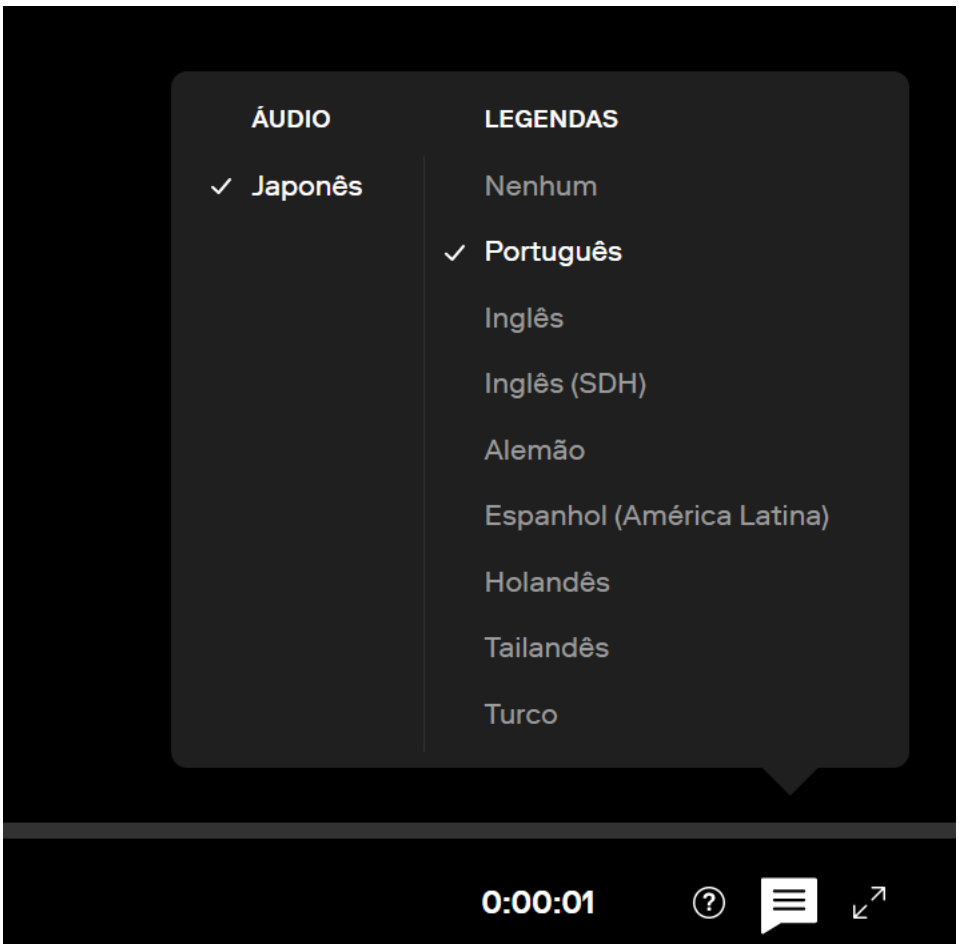 ÁUDIO
Japonês
LEGENDAS
Nenhum
Português
Inglês
Inglês (SDH)
Alemão
Espanhol (América Latina)
Holandês
Tailandês
Turco
0:00:01
?